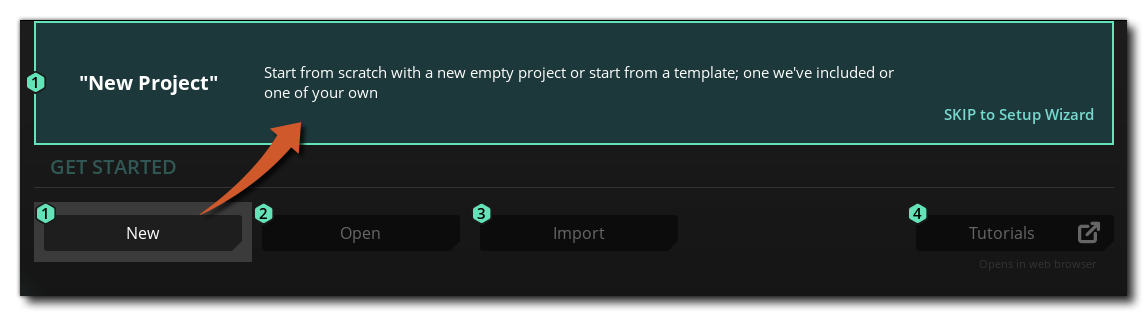 1
"New Project"
Start from scratch with a new empty project or start from a template; one we've included or
one of your own
SKIP to Setup Wizard
GET STARTED
1
New
2
Open
3
Import
4
Tutorials
Opens in web browser